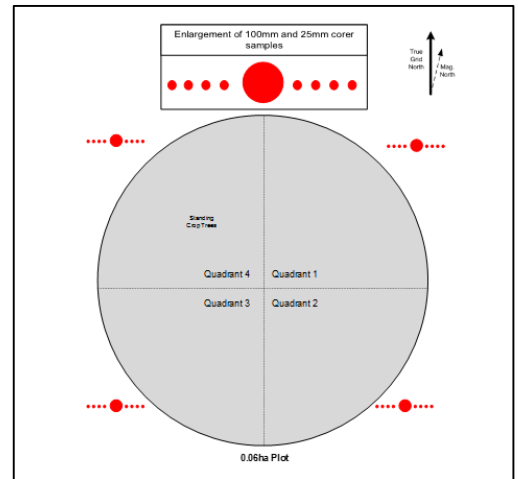 Enlargement of 100mm and 25mm corer
samples
True
Grid
North
Mag.
North
Standing
Crop Trees
Quadrant 4
Quadrant 1
Quadrant 3
Quadrant 2
0.06ha Plot